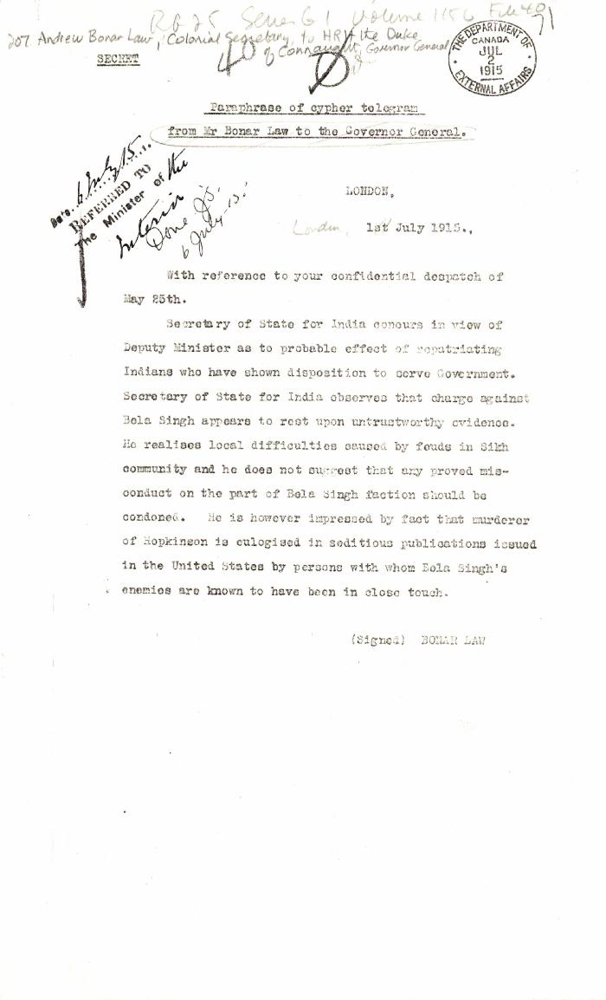 RG 25 Series G1 Volume 1156 File 40
71
207 Andrew Bonar Law, Colonial Secretary, to HRH the Duke
of Connaught, Governor General
40
SECRET
THE DEPARTMENT OF
CANADA
JUL
2
1915
EXTERNAL AFFAIRS
Paraphrase of cypher telegram
from Mr Bonar Law to the Governor General.
Date. 6 July 15.
REFERRED TO
The Minister of the
Interior
Done
6 July-15.
LONDON,
London, 1st July 1915.,
With reference to your confidential despatch of
May 25th.
Secretary of State for India concurs in view of
Deputy Minister as to probable effect of repatriating
Indians who have shown disposition to serve Government.
Secretary of State for India observes that charge against
Bela Singh appears to rest upon untrustworthy evidence.
He realises local difficulties caused by feuds in Sikh
community and he does not suggest that any proved mis-
conduct on the part of Bela Singh faction should be
condoned. He is however impressed by fact that murderer
of Hopkinson is eulogised in seditious publications issued
in the United States by persons with whom Bela Singh's
enemies are known to have been in close touch.
(Signed) BONAR LAW